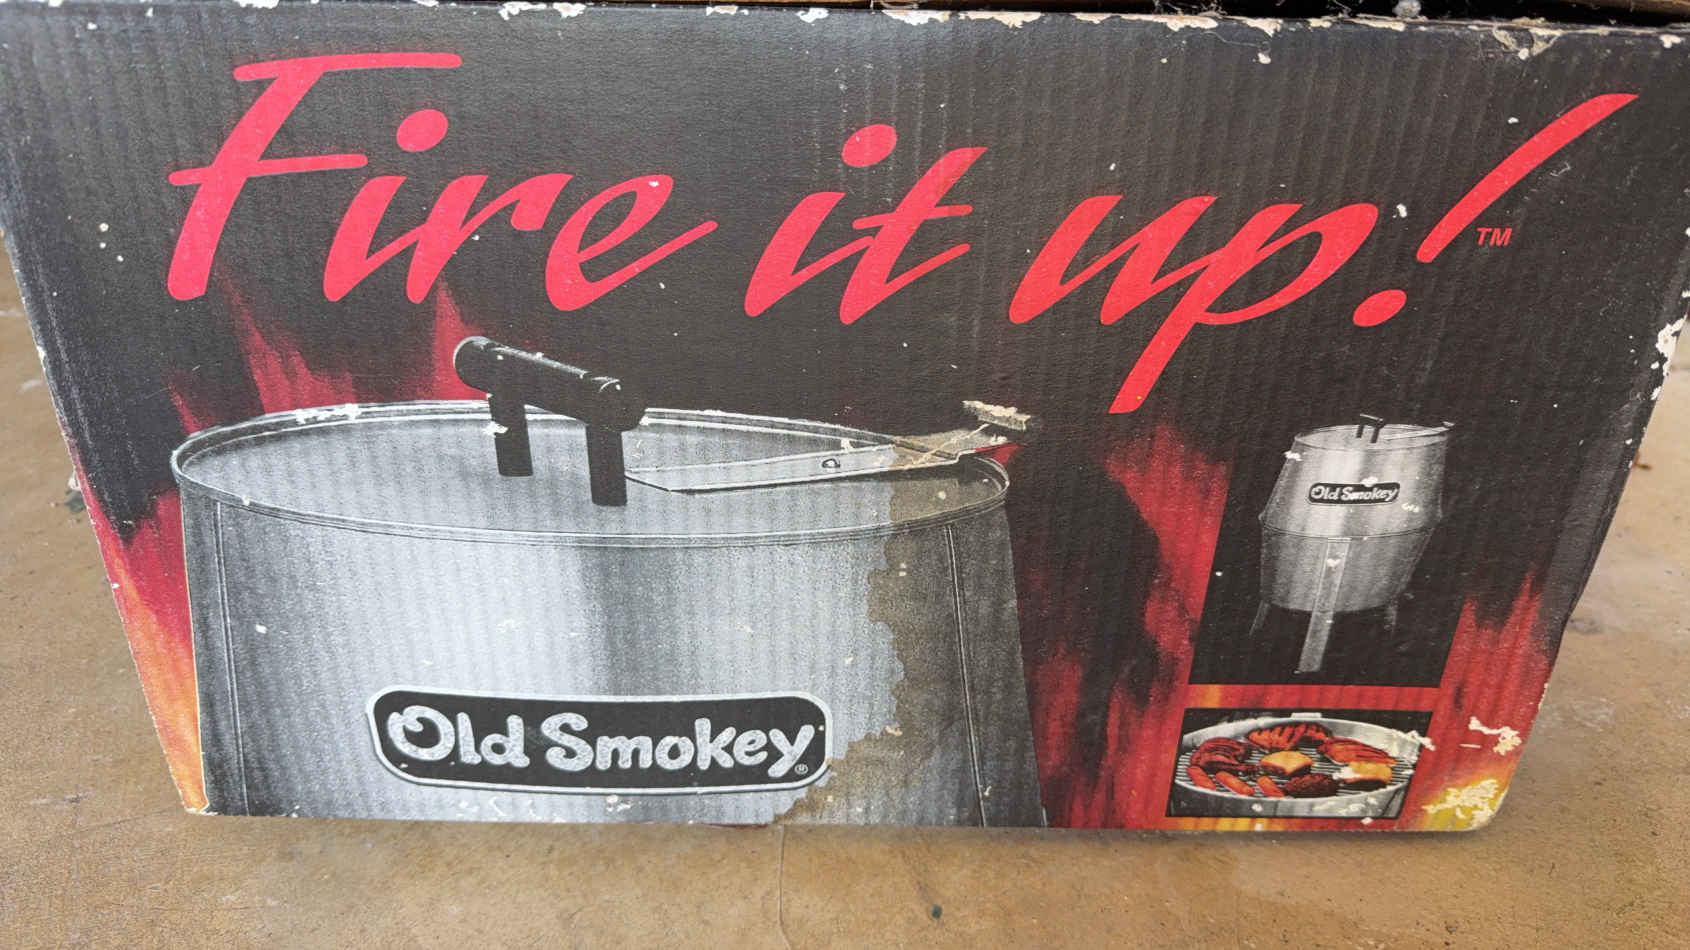 Fire it up!™
Old Smokey®
Old Smokey